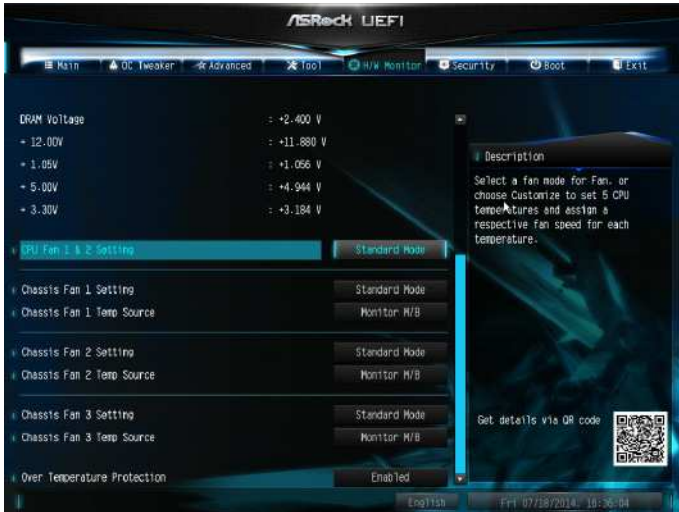 ASRock UEFI
Main
OC Tweaker
Advanced
Tool
H/W Monitor
Security
Boot
Exit
DRAM Voltage : +2.400 V
+ 12.00V : +11.880 V
+ 1.05V : +1.056 V
+ 5.00V : +4.944 V
+ 3.30V : +3.184 V
CPU Fan 1 & 2 Setting Standard Mode
Chassis Fan 1 Setting Standard Mode
Chassis Fan 1 Temp Source Monitor M/B
Chassis Fan 2 Setting Standard Mode
Chassis Fan 2 Temp Source Monitor M/B
Chassis Fan 3 Setting Standard Mode
Chassis Fan 3 Temp Source Monitor M/B
Over Temperature Protection Enabled
Description
Select a fan mode for Fan. or
choose Customize to set 5 CPU
temperatures and assign a
respective fan speed for each
temperature.
Get details via QR code
English
Fri 07/18/2014. 16:36:04